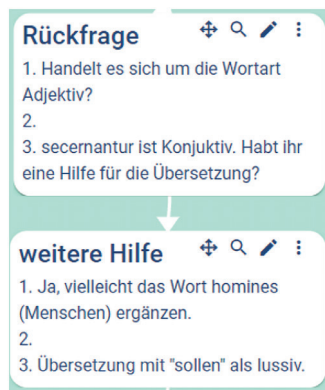 Rückfrage
1. Handelt es sich um die Wortart
Adjektiv?
2.
3. secernantur ist Konjuktiv. Habt ihr
eine Hilfe für die Übersetzung?
weitere Hilfe
1. Ja, vielleicht das Wort homines
(Menschen) ergänzen.
2.
3. Übersetzung mit "sollen" als Iussiv.